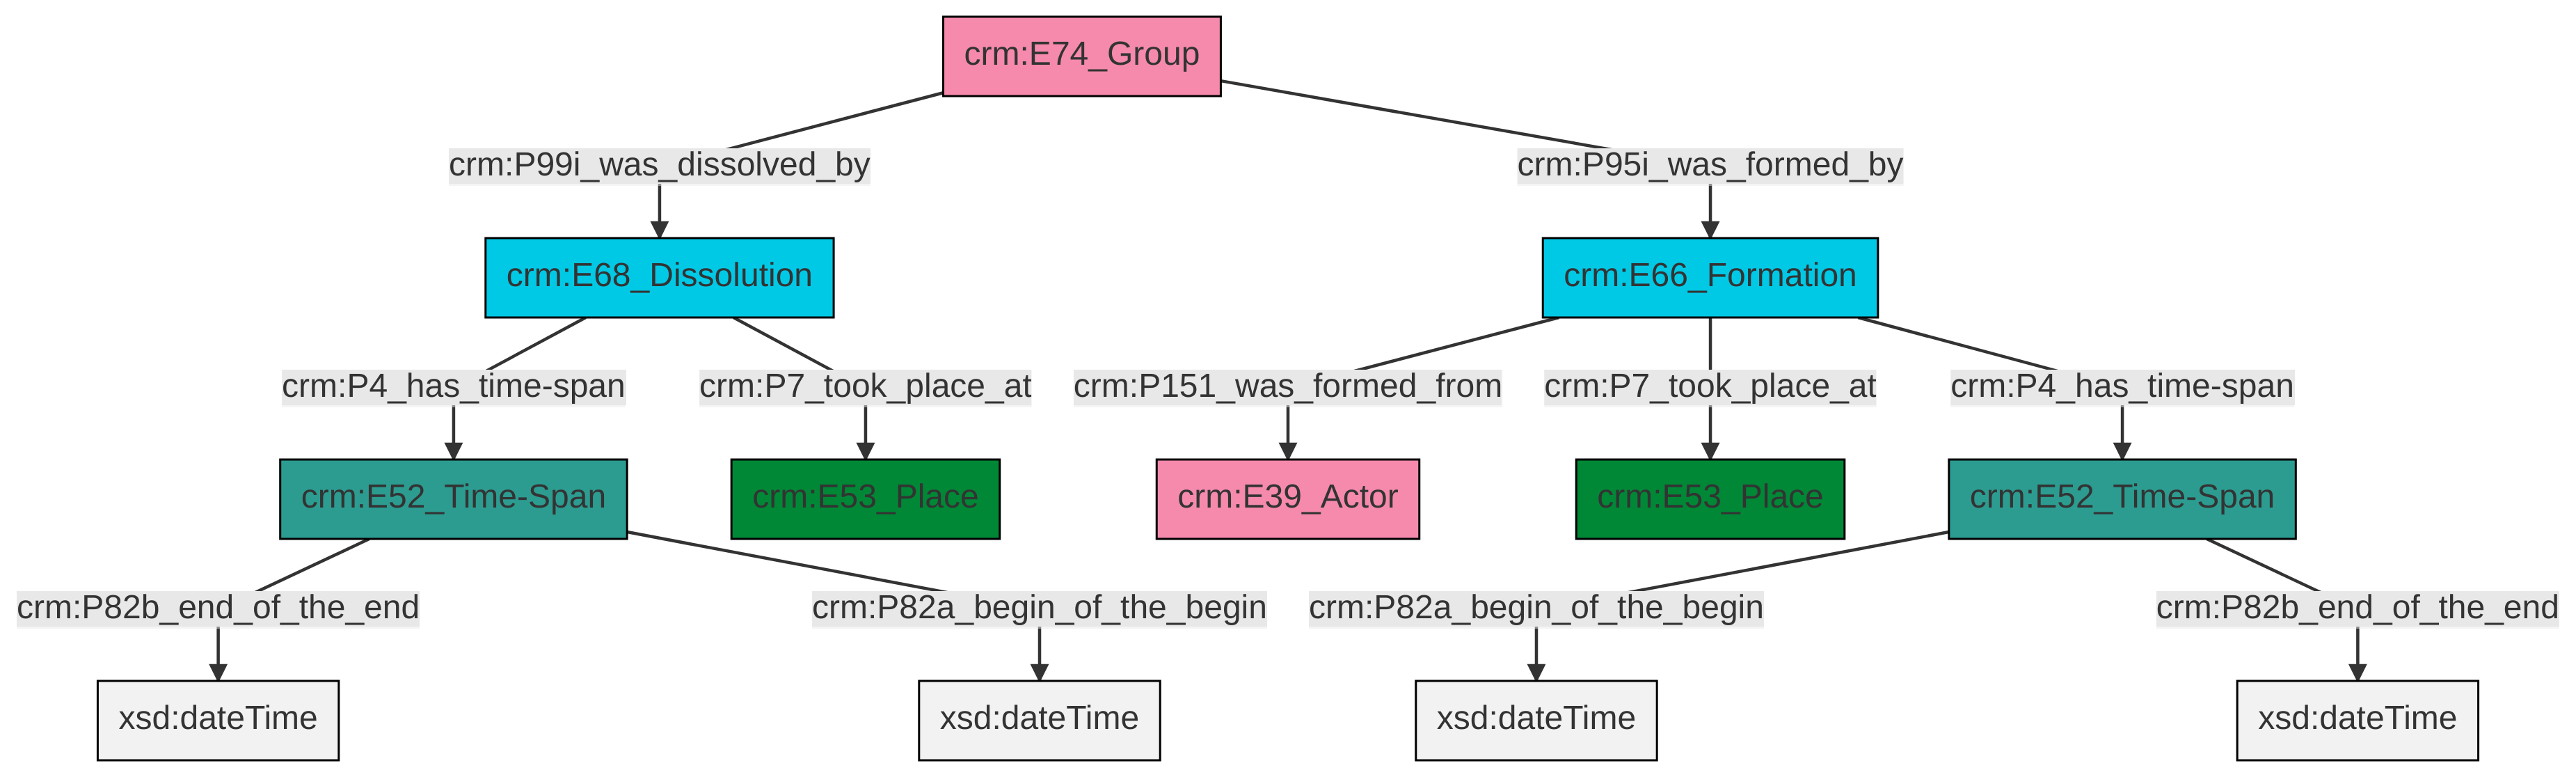 crm:E74_Group
crm:P99i_was_dissolved_by
crm:P95i_was_formed_by
crm:E68_Dissolution
crm:E66_Formation
crm:P4_has_time-span
crm:P7_took_place_at
crm:P151_was_formed_from
crm:P7_took_place_at
crm:P4_has_time-span
crm:E52_Time-Span
crm:E53_Place
crm:E39_Actor
crm:E53_Place
crm:E52_Time-Span
crm:P82b_end_of_the_end
crm:P82a_begin_of_the_begin
crm:P82a_begin_of_the_begin
crm:P82b_end_of_the_end
xsd:dateTime
xsd:dateTime
xsd:dateTime
xsd:dateTime